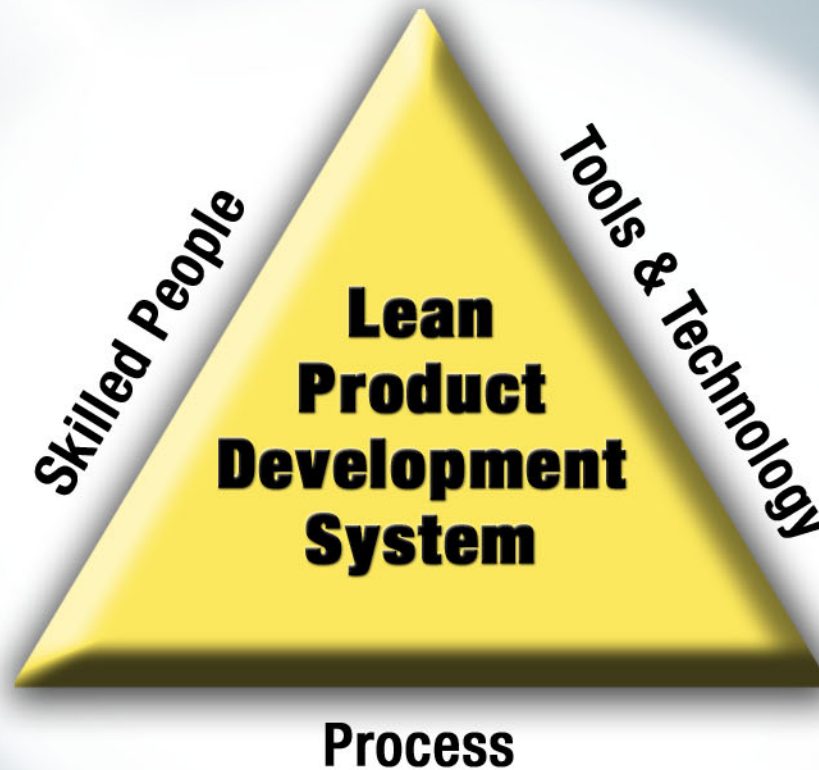 Skilled People
Tools & Technology
Lean
Product
Development
System
Process